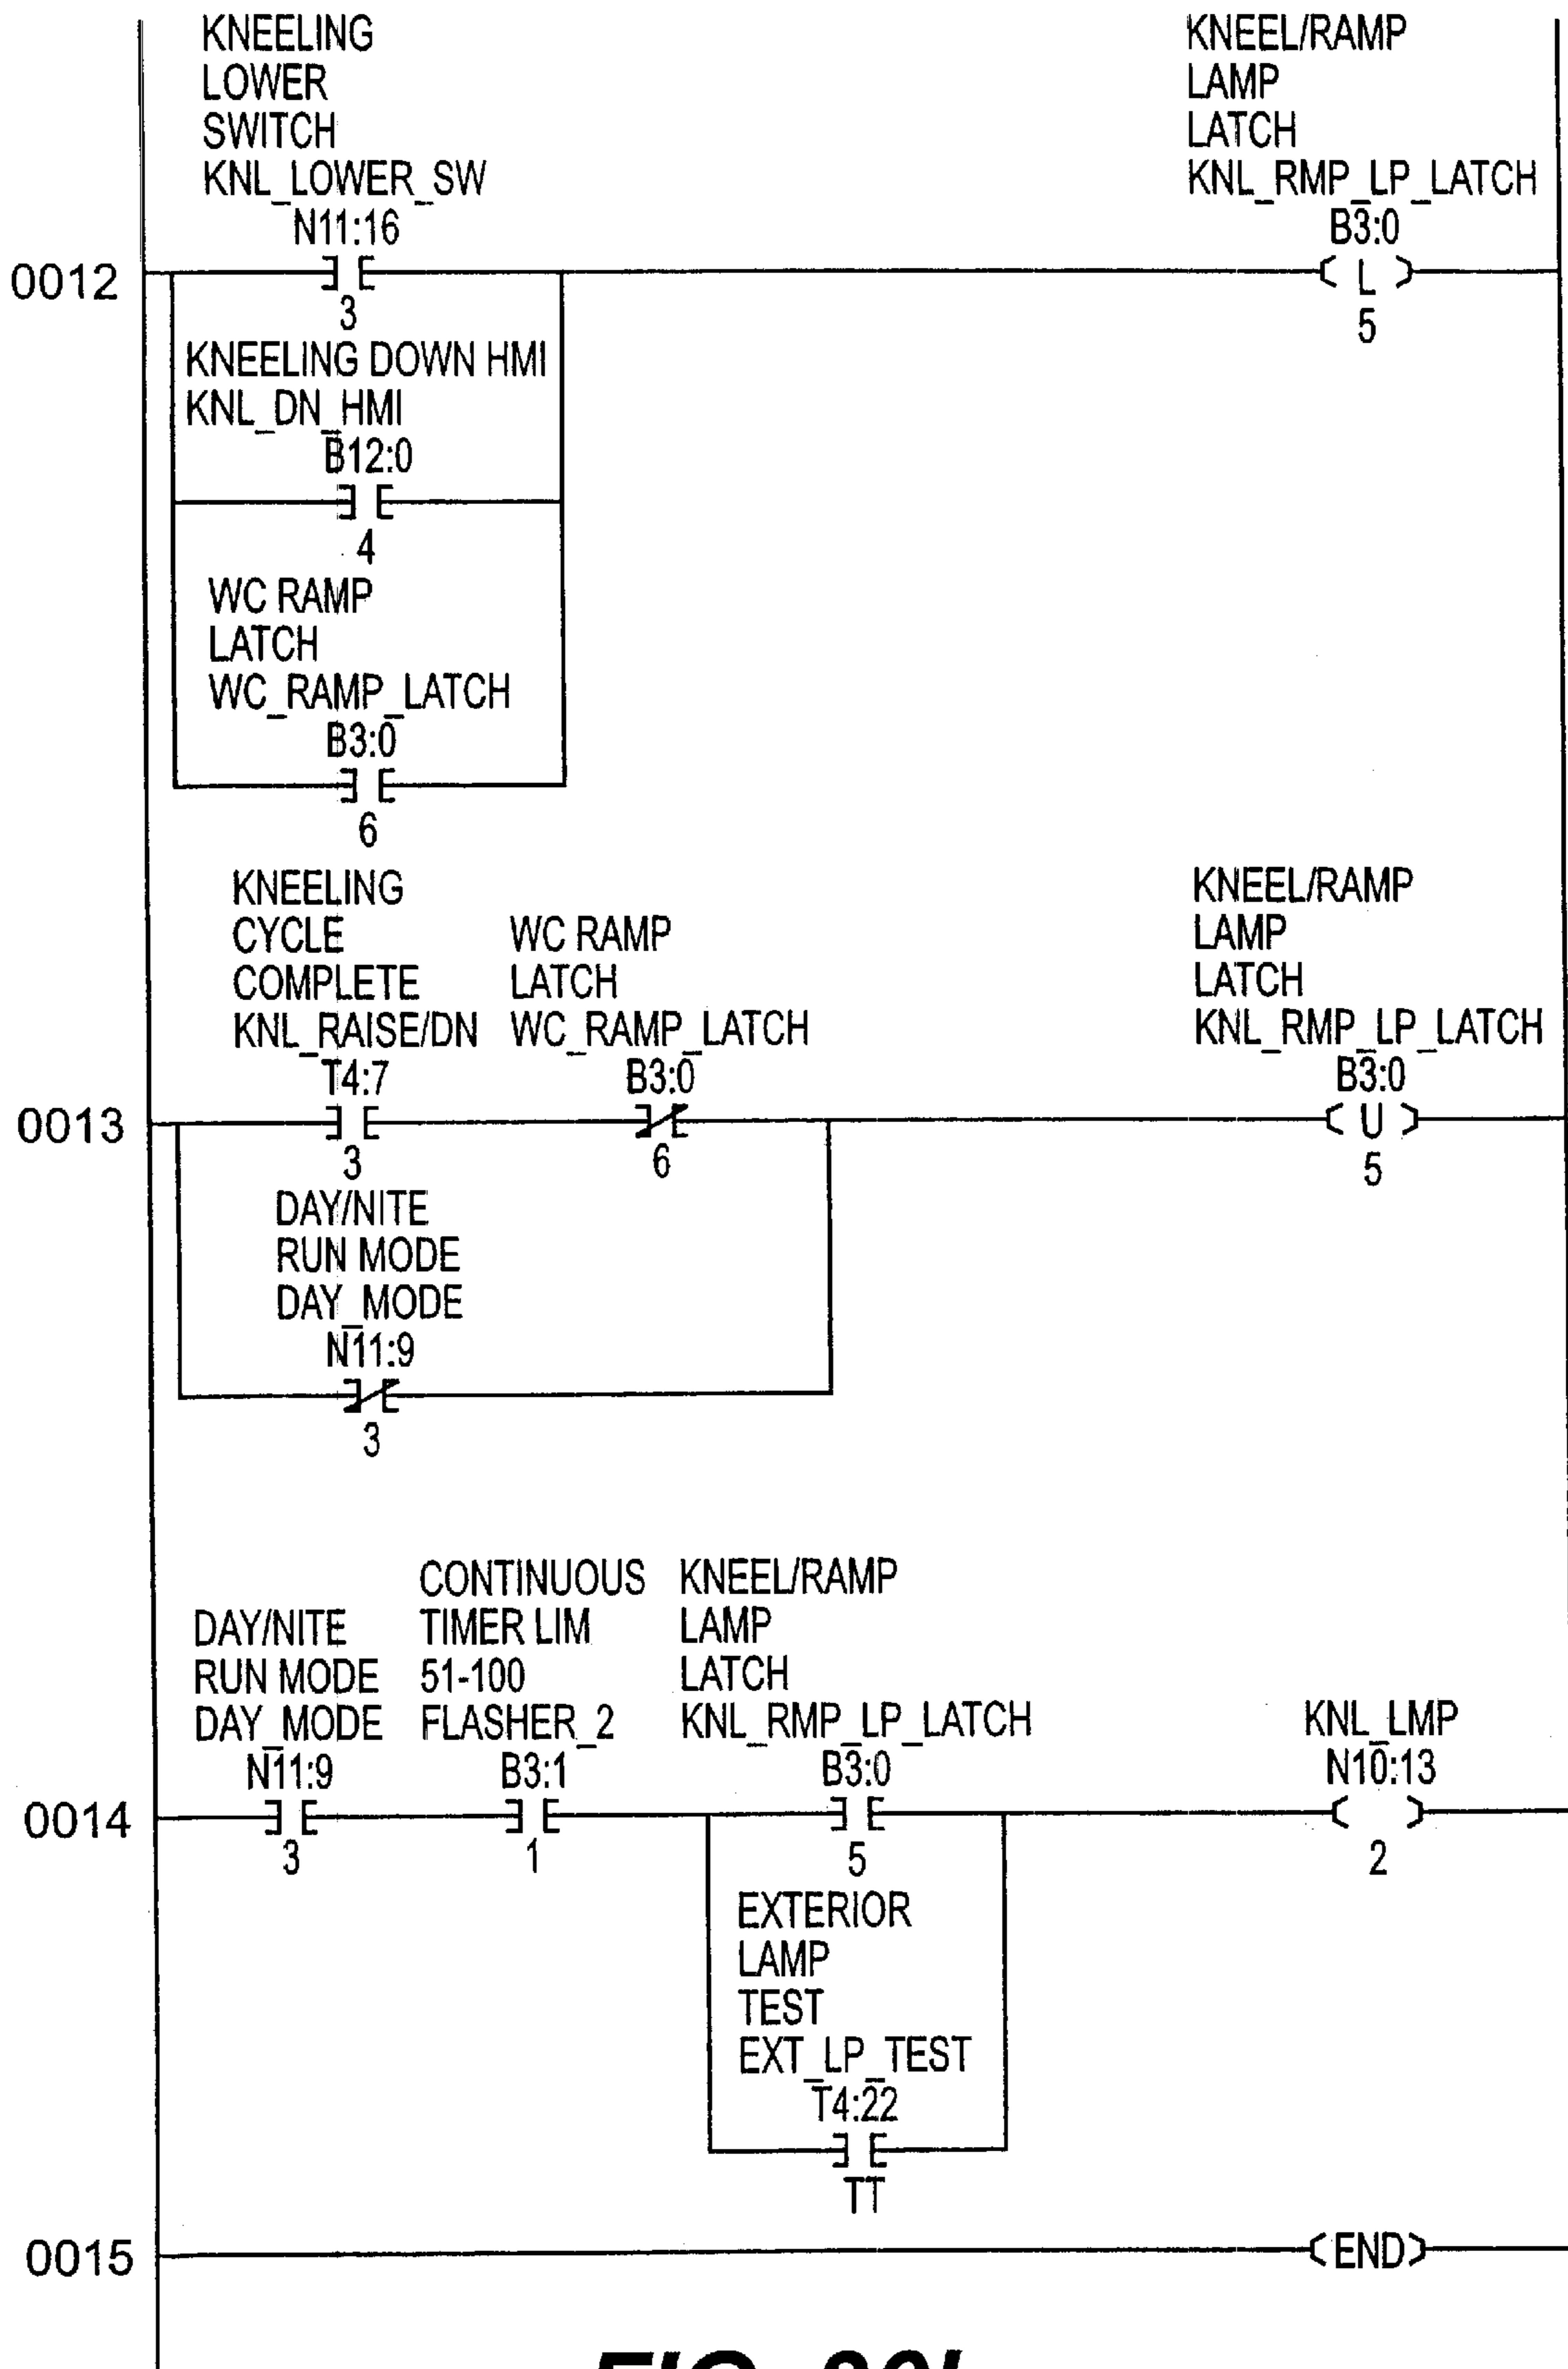 KNEELING
LOWER
SWITCH
KNL_LOWER_SW
N11:16
3
KNEEL/RAMP
LAMP
LATCH
KNL_RMP_LP_LATCH
B3:0
L
5
0012
KNEELING DOWN HMI
KNL_DN_HMI
B12:0
4
WC RAMP
LATCH
WC_RAMP_LATCH
B3:0
6
KNEELING
CYCLE
COMPLETE
KNL_RAISE/DN
T4:7
3
WC RAMP
LATCH
WC_RAMP_LATCH
B3:0
6
KNEEL/RAMP
LAMP
LATCH
KNL_RMP_LP_LATCH
B3:0
U
5
0013
DAY/NITE
RUN MODE
DAY_MODE
N11:9
3
DAY/NITE
RUN MODE
DAY_MODE
N11:9
3
CONTINUOUS
TIMER LIM
51-100
FLASHER_2
B3:1
1
KNEEL/RAMP
LAMP
LATCH
KNL_RMP_LP_LATCH
B3:0
5
KNL_LMP
N10:13
2
0014
EXTERIOR
LAMP
TEST
EXT_LP_TEST
T4:22
TT
0015
END